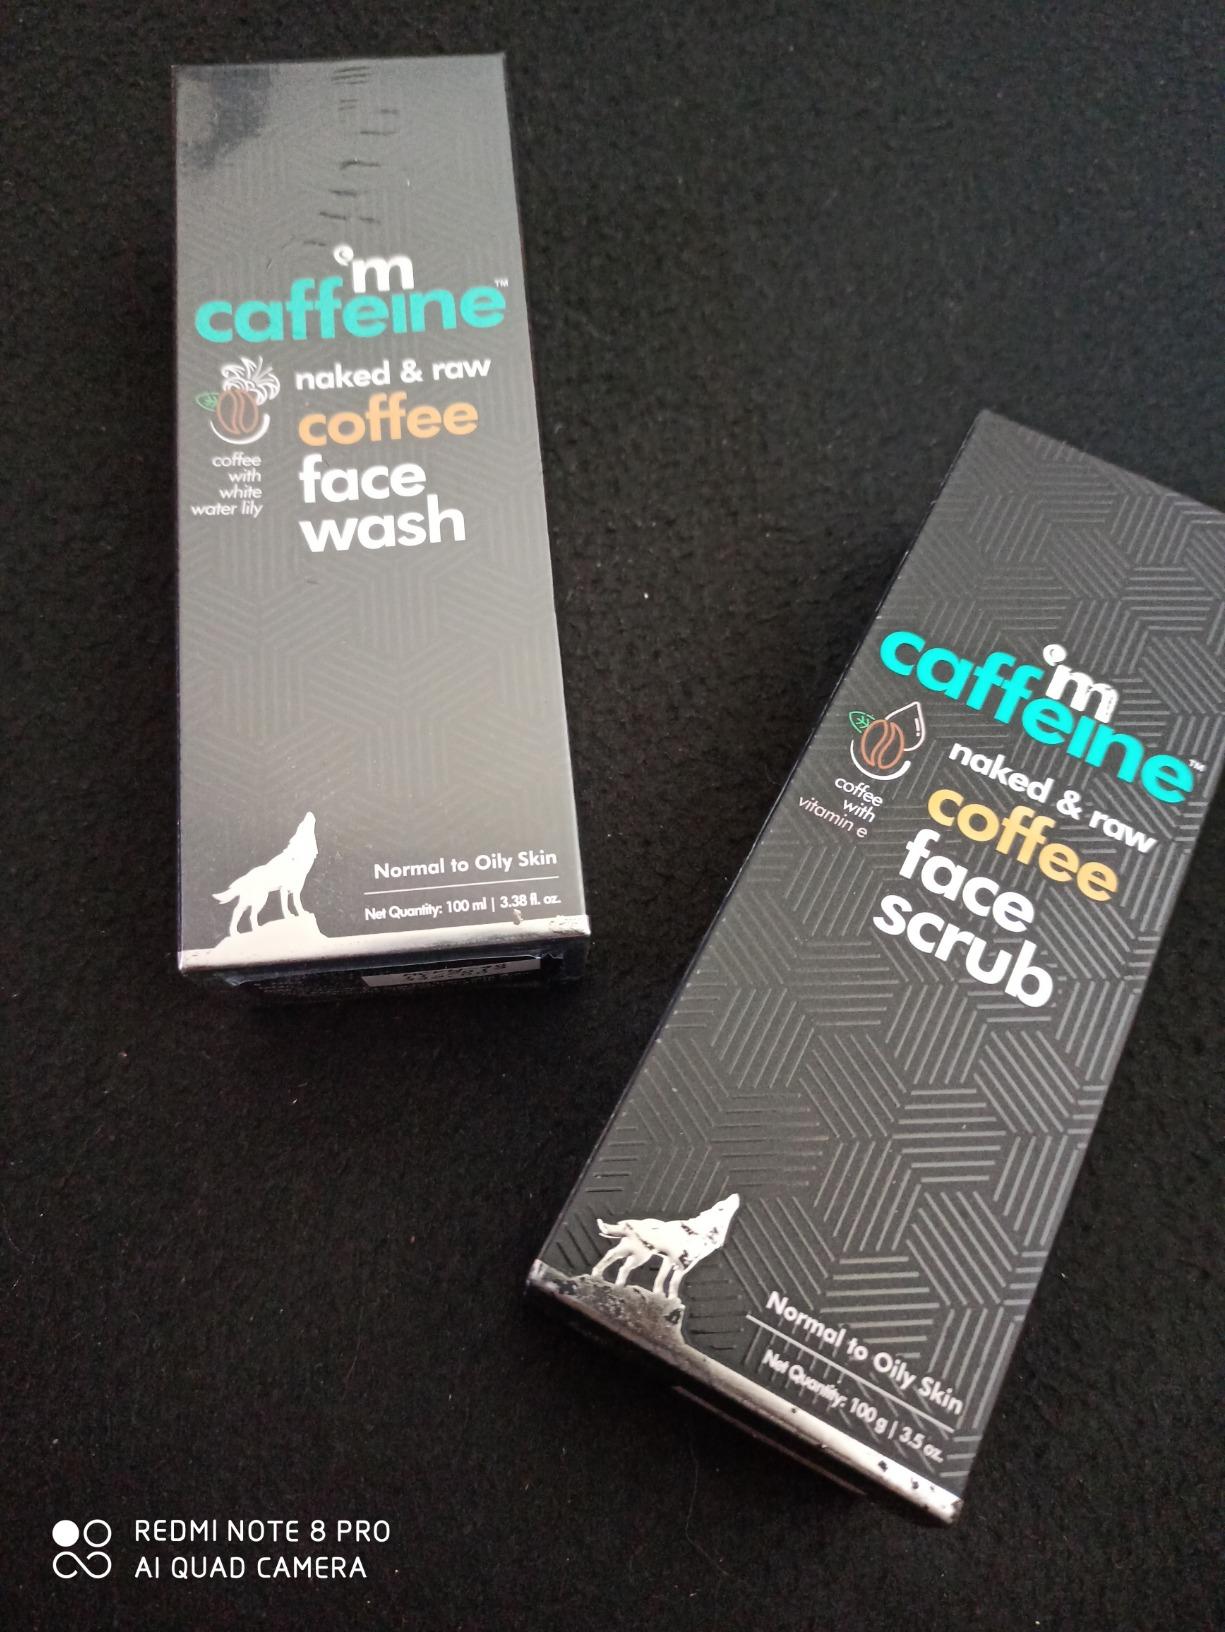 'm
caffeine™
naked & raw
coffee
face
wash
coffee
with
white
water lily
Normal to Oily Skin
Net Quantity: 100 ml | 3.38 fl. oz.
'm
caffeine™
naked & raw
coffee
face
scrub
coffee
with
vitamin e
Normal to Oily Skin
Net Quantity: 100 g | 3.5 oz.
REDMI NOTE 8 PRO
AI QUAD CAMERA